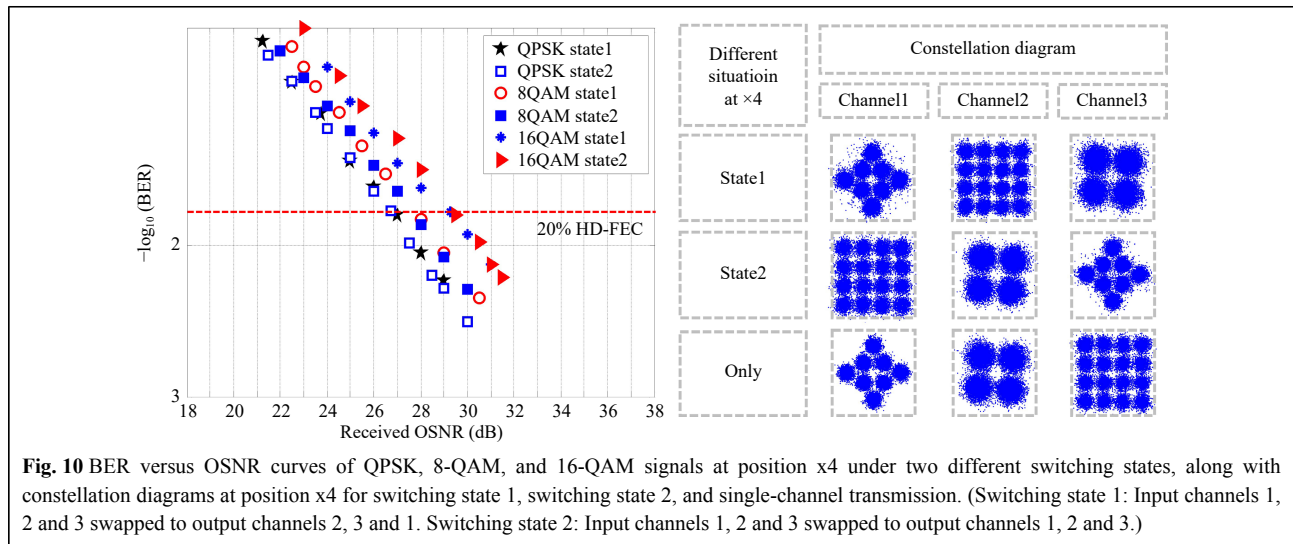 QPSK state1
QPSK state2
8QAM state1
8QAM state2
16QAM state1
16QAM state2
20% HD-FEC
−log10 (BER)
2
3
18 20 22 24 26 28 30 32 34 36 38
Received OSNR (dB)
Different
situatioin
at ×4
Constellation diagram
Channel1 Channel2 Channel3
State1
State2
Only
Fig. 10 BER versus OSNR curves of QPSK, 8-QAM, and 16-QAM signals at position x4 under two different switching states, along with
constellation diagrams at position x4 for switching state 1, switching state 2, and single-channel transmission. (Switching state 1: Input channels 1,
2 and 3 swapped to output channels 2, 3 and 1. Switching state 2: Input channels 1, 2 and 3 swapped to output channels 1, 2 and 3.)